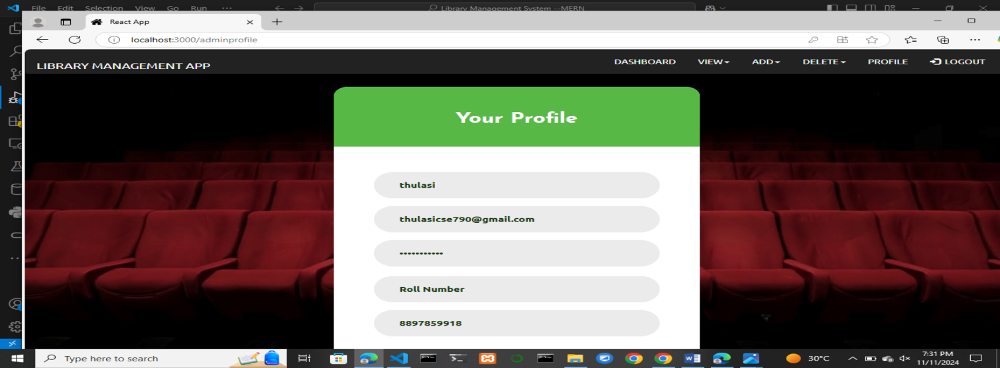 File Edit Selection View Go Run ··· Library Management System --MERN
React App
localhost:3000/adminprofile
LIBRARY MANAGEMENT APP DASHBOARD VIEW ADD DELETE PROFILE LOGOUT
Your Profile
thulasi
thulasicse790@gmail.com
•••••••••••
Roll Number
8897859918
Type here to search 30°C 7:31 PM
11/11/2024